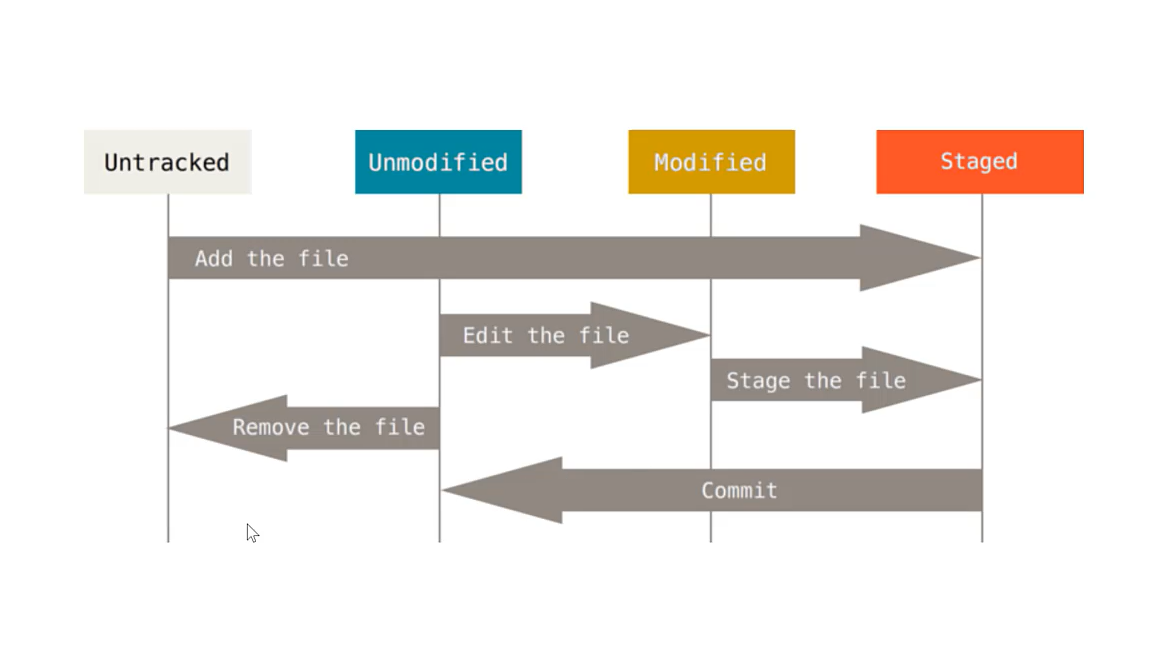 Untracked
Unmodified
Modified
Staged
Add the file
Edit the file
Stage the file
Remove the file
Commit